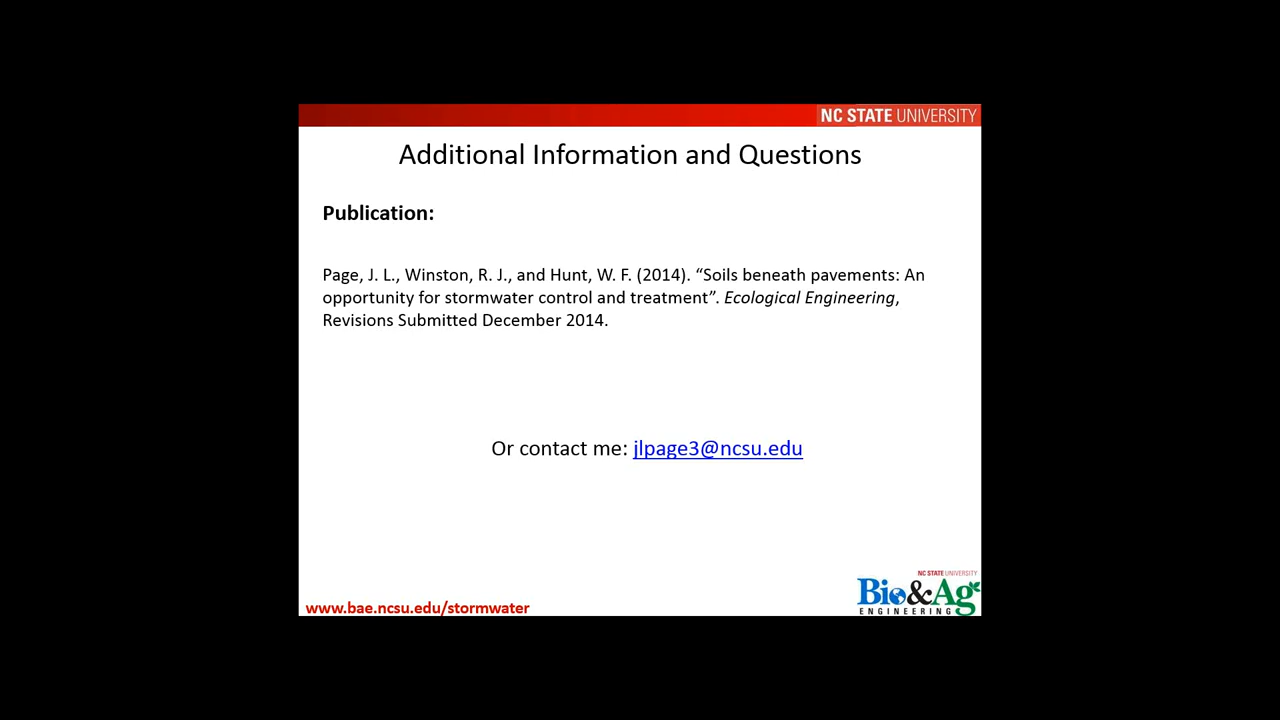 NC STATE UNIVERSITY
Additional Information and Questions
Publication:
Page, J. L., Winston, R. J., and Hunt, W. F. (2014). “Soils beneath pavements: An
opportunity for stormwater control and treatment”. Ecological Engineering,
Revisions Submitted December 2014.
Or contact me: jlpage3@ncsu.edu
NC STATE UNIVERSITY
Bio&Ag
ENGINEERING
www.bae.ncsu.edu/stormwater